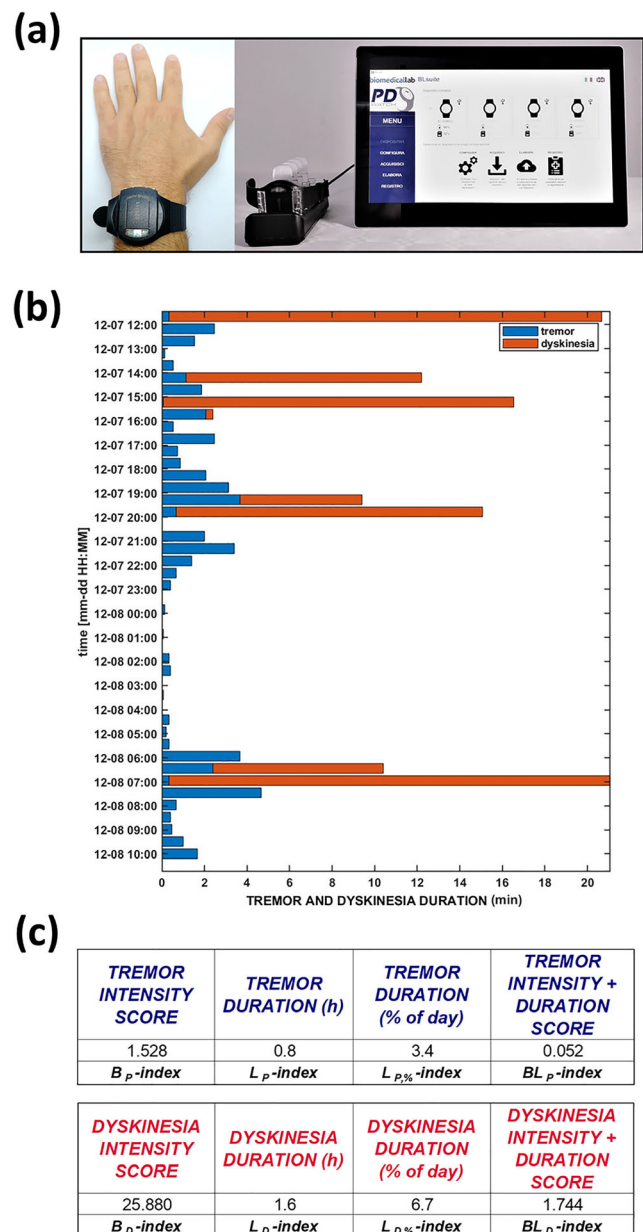 (a)
biomedicallab BLsuite
PD
WATCH
MENU
DISPOSITIVI
CONFIGURA
ACQUISISCI
ELABORA
REGISTRO
CONFIGURA ACQUISISCI ELABORA REGISTRO
(b)
tremor
dyskinesia
time [mm-dd HH:MM]
12-07 12:00
12-07 13:00
12-07 14:00
12-07 15:00
12-07 16:00
12-07 17:00
12-07 18:00
12-07 19:00
12-07 20:00
12-07 21:00
12-07 22:00
12-07 23:00
12-08 00:00
12-08 01:00
12-08 02:00
12-08 03:00
12-08 04:00
12-08 05:00
12-08 06:00
12-08 07:00
12-08 08:00
12-08 09:00
12-08 10:00
0 2 4 6 8 10 12 14 16 18 20
TREMOR AND DYSKINESIA DURATION (min)
(c)
TREMOR INTENSITY SCORE
TREMOR DURATION (h)
TREMOR DURATION (% of day)
TREMOR INTENSITY + DURATION SCORE
1.528 0.8 3.4 0.052
B P -index L P -index L P,% -index BL P -index
DYSKINESIA INTENSITY SCORE
DYSKINESIA DURATION (h)
DYSKINESIA DURATION (% of day)
DYSKINESIA INTENSITY + DURATION SCORE
25.880 1.6 6.7 1.744
B D -index L D -index L D,% -index BL D -index